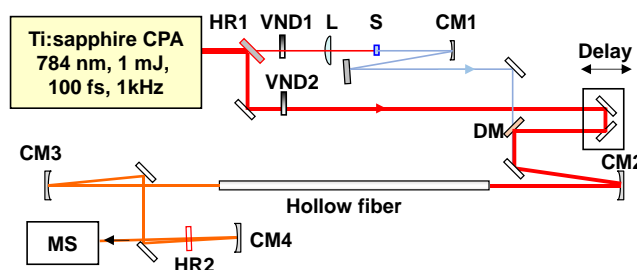 Ti:sapphire CPA
784 nm, 1 mJ,
100 fs, 1kHz
HR1
VND1
L
S
CM1
VND2
Delay
DM
CM2
CM3
Hollow fiber
MS
HR2
CM4